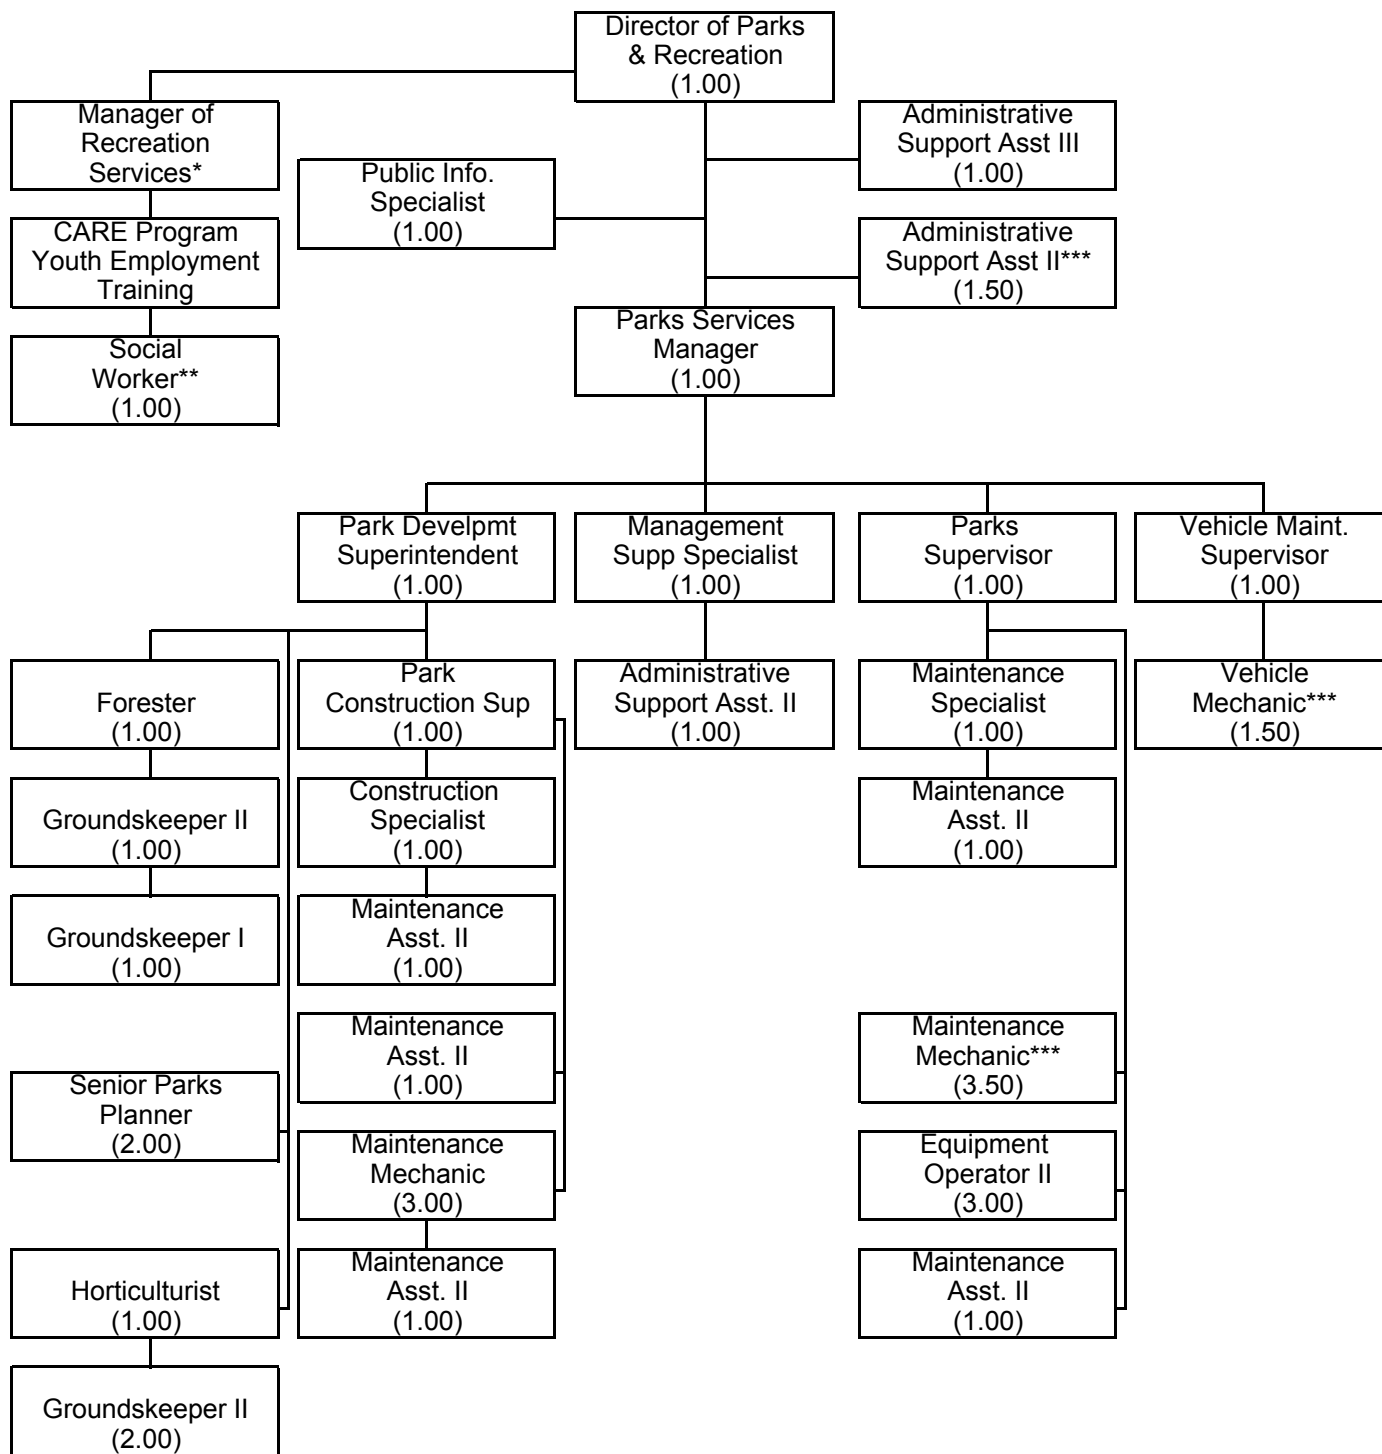 Director of Parks
& Recreation
(1.00)
Manager of
Recreation
Services*
Administrative
Support Asst III
(1.00)
Public Info.
Specialist
(1.00)
CARE Program
Youth Employment
Training
Administrative
Support Asst II***
(1.50)
Social
Worker**
(1.00)
Parks Services
Manager
(1.00)
Park Develpmt
Superintendent
(1.00)
Management
Supp Specialist
(1.00)
Parks
Supervisor
(1.00)
Vehicle Maint.
Supervisor
(1.00)
Forester
(1.00)
Park
Construction Sup
(1.00)
Administrative
Support Asst. II
(1.00)
Maintenance
Specialist
(1.00)
Vehicle
Mechanic***
(1.50)
Groundskeeper II
(1.00)
Construction
Specialist
(1.00)
Maintenance
Asst. II
(1.00)
Groundskeeper I
(1.00)
Maintenance
Asst. II
(1.00)
Maintenance
Asst. II
(1.00)
Maintenance
Mechanic***
(3.50)
Senior Parks
Planner
(2.00)
Maintenance
Mechanic
(3.00)
Equipment
Operator II
(3.00)
Horticulturist
(1.00)
Maintenance
Asst. II
(1.00)
Maintenance
Asst. II
(1.00)
Groundskeeper II
(2.00)